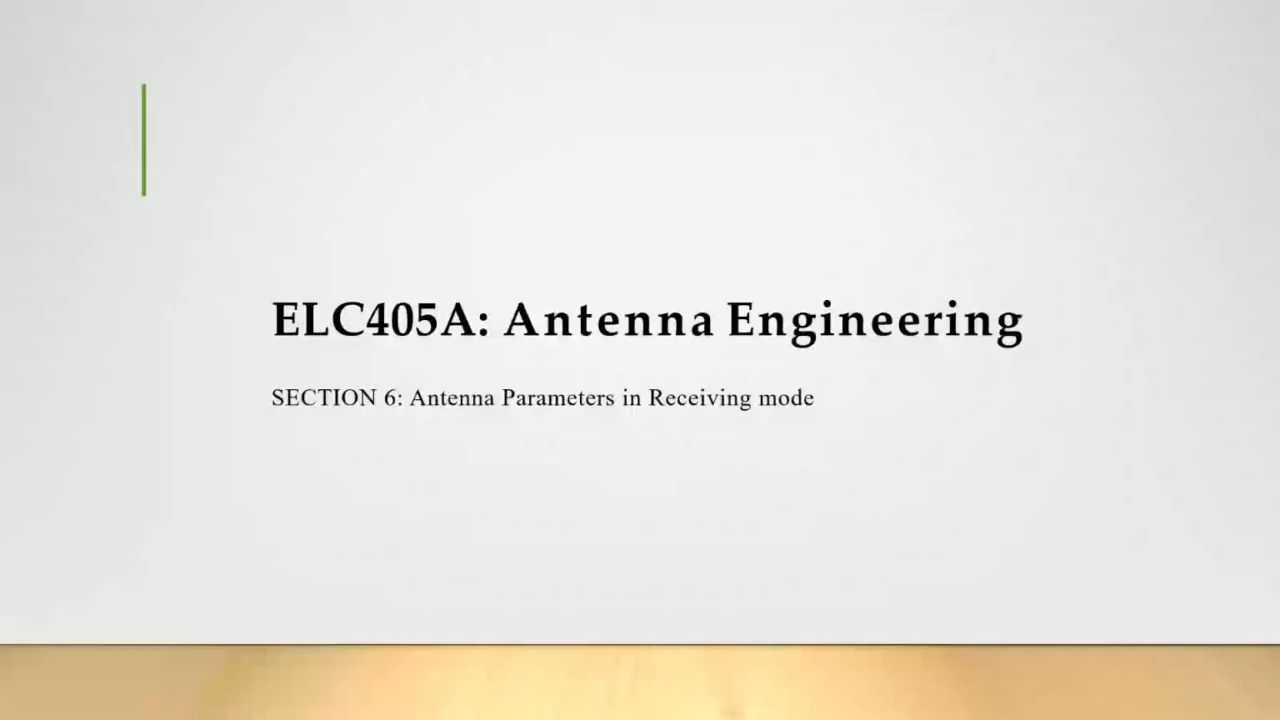 ELC405A: Antenna Engineering
SECTION 6: Antenna Parameters in Receiving mode